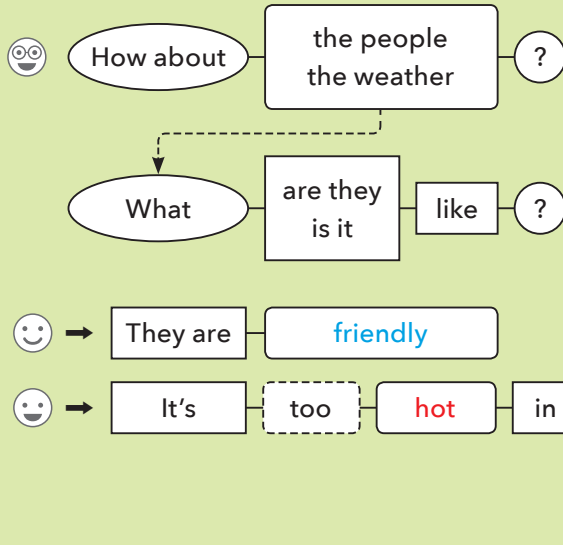 How about the people ?
the weather
What are they like ?
is it
They are friendly
It's too hot in